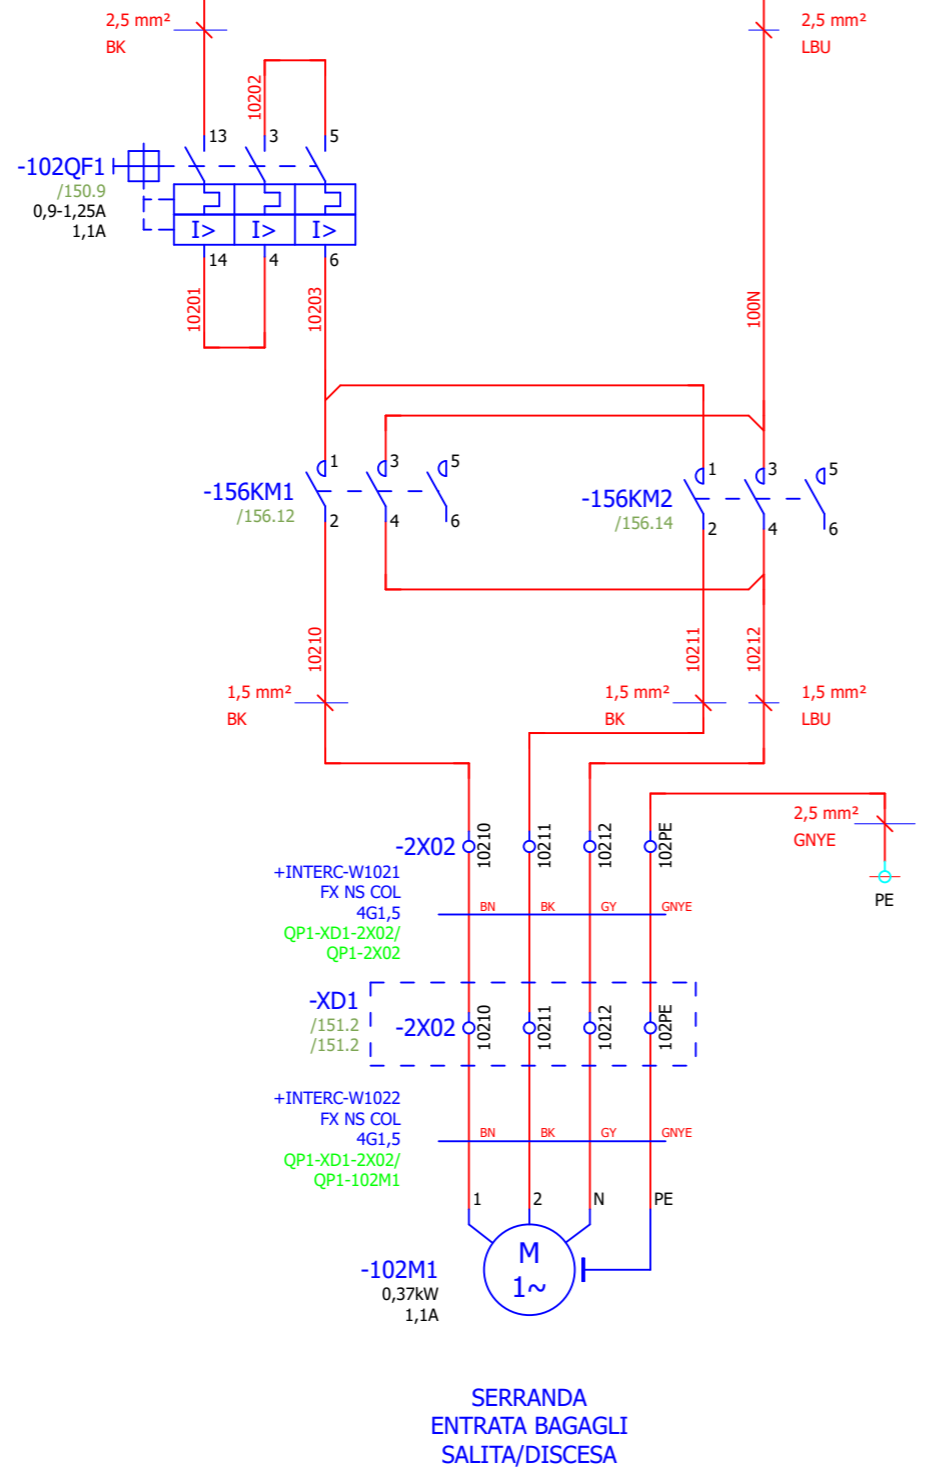 2,5 mm²
BK
2,5 mm²
LBU
10202
13
3
5
-102QF1
/150.9
0,9-1,25A
1,1A
I>
I>
I>
14
4
6
10201
10203
100N
1
3
5
-156KM1
/156.12
2
4
6
1
3
5
-156KM2
/156.14
2
4
6
10210
10211
10212
1,5 mm²
BK
1,5 mm²
BK
1,5 mm²
LBU
2,5 mm²
GNYE
PE
-2X02
10210
10211
10212
102PE
+INTERC-W1021
FX NS COL
4G1,5
QP1-XD1-2X02/
QP1-2X02
BN
BK
GY
GNYE
-XD1
/151.2
/151.2
-2X02
10210
10211
10212
102PE
+INTERC-W1022
FX NS COL
4G1,5
QP1-XD1-2X02/
QP1-102M1
BN
BK
GY
GNYE
1
2
N
PE
M
1~
-102M1
0,37kW
1,1A
SERRANDA
ENTRATA BAGAGLI
SALITA/DISCESA